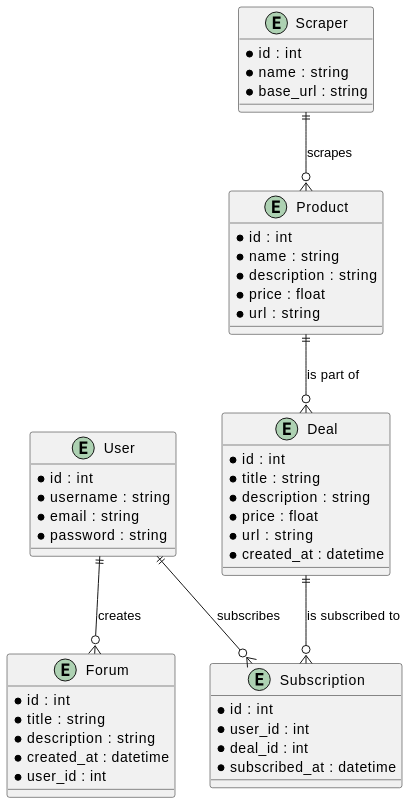 E Scraper
id : int
name : string
base_url : string
scrapes
E Product
id : int
name : string
description : string
price : float
url : string
is part of
E Deal
id : int
title : string
description : string
price : float
url : string
created_at : datetime
E User
id : int
username : string
email : string
password : string
creates
subscribes
is subscribed to
E Forum
id : int
title : string
description : string
created_at : datetime
user_id : int
E Subscription
id : int
user_id : int
deal_id : int
subscribed_at : datetime